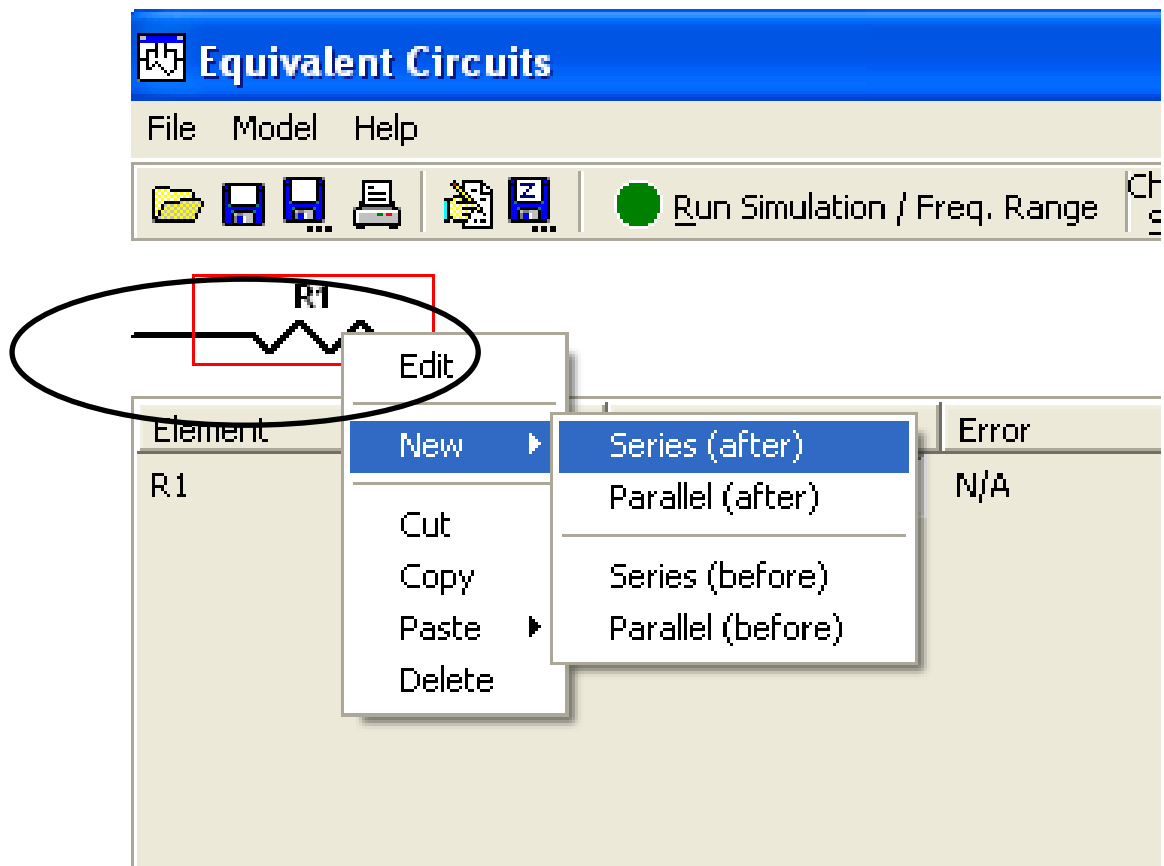 Equivalent Circuits
File Model Help
Z
Run Simulation / Freq. Range
R1
Edit
Element
Error
New
Series (after)
R1
N/A
Parallel (after)
Cut
Copy
Series (before)
Paste
Parallel (before)
Delete